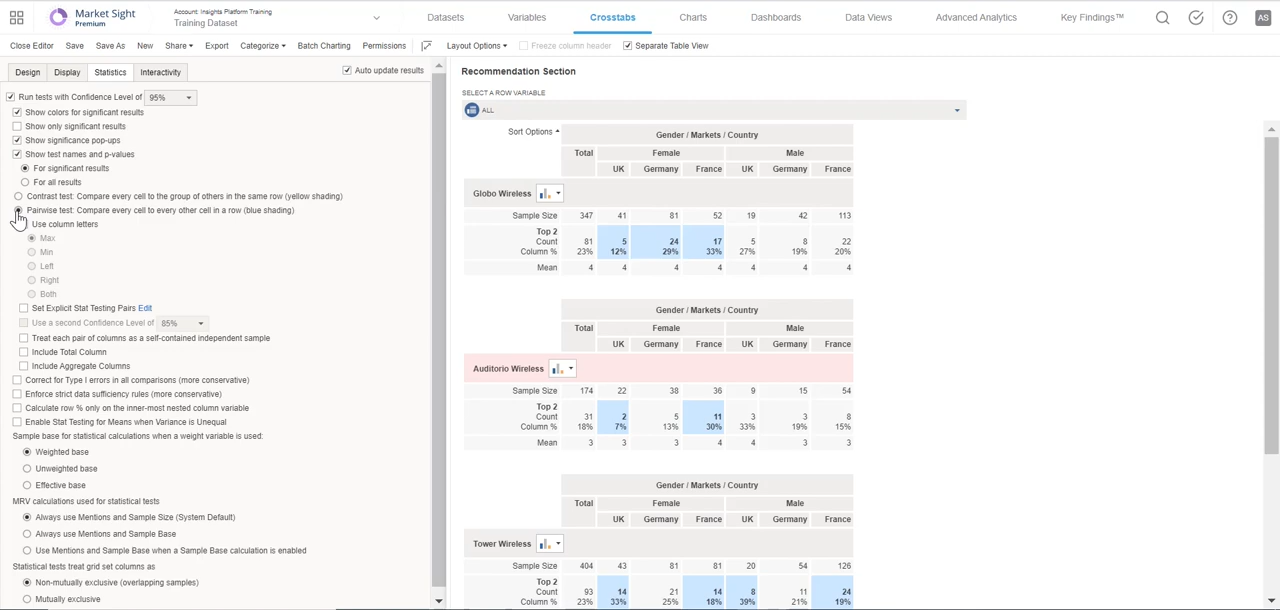 Market Sight
Premium
Account: Insights Platform Training
Training Dataset
Datasets
Variables
Crosstabs
Charts
Dashboards
Data Views
Advanced Analytics
Key Findings™
AS
Close Editor Save Save As New Share Export Categorize Batch Charting Permissions Layout Options Freeze column header Separate Table View
Design Display Statistics Interactivity Auto update results
Run tests with Confidence Level of 95%
Show colors for significant results
Show only significant results
Show significance pop-ups
Show test names and p-values
For significant results
For all results
Contrast test: Compare every cell to the group of others in the same row (yellow shading)
Pairwise test: Compare every cell to every other cell in a row (blue shading)
Use column letters
Max
Min
Left
Right
Both
Set Explicit Stat Testing Pairs Edit
Use a second Confidence Level of 85%
Treat each pair of columns as a self-contained independent sample
Include Total Column
Include Aggregate Columns
Correct for Type I errors in all comparisons (more conservative)
Enforce strict data sufficiency rules (more conservative)
Calculate row % only on the inner-most nested column variable
Enable Stat Testing for Means when Variance is Unequal
Sample base for statistical calculations when a weight variable is used:
Weighted base
Unweighted base
Effective base
MRV calculations used for statistical tests
Always use Mentions and Sample Size (System Default)
Always use Mentions and Sample Base
Use Mentions and Sample Base when a Sample Base calculation is enabled
Statistical tests treat grid set columns as
Non-mutually exclusive (overlapping samples)
Mutually exclusive
Recommendation Section
SELECT A ROW VARIABLE
ALL
Sort Options
Gender / Markets / Country
Total Female Male
UK Germany France UK Germany France
Globo Wireless
Sample Size 347 41 81 52 19 42 113
Top 2
Count 81 5 24 17 5 8 22
Column % 23% 12% 29% 33% 27% 19% 20%
Mean 4 4 4 4 4 4 4
Gender / Markets / Country
Total Female Male
UK Germany France UK Germany France
Auditorio Wireless
Sample Size 174 22 38 36 9 15 54
Top 2
Count 31 2 5 11 3 3 8
Column % 18% 7% 13% 30% 33% 19% 15%
Mean 3 3 3 4 4 3 3
Gender / Markets / Country
Total Female Male
UK Germany France UK Germany France
Tower Wireless
Sample Size 404 43 81 81 20 54 126
Top 2
Count 93 14 21 14 8 11 24
Column % 23% 33% 25% 18% 39% 21% 19%